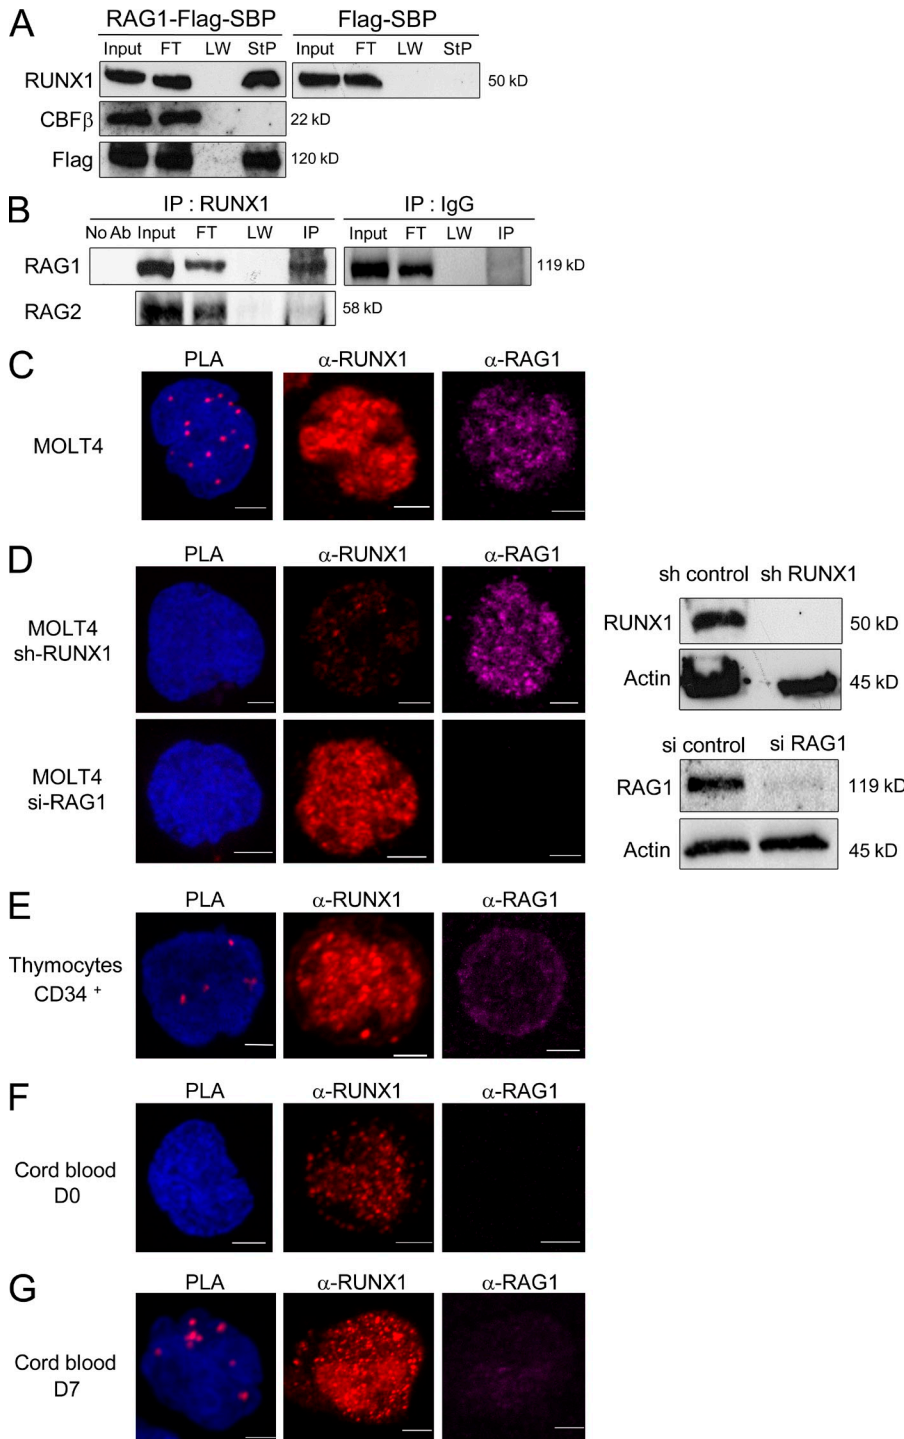 A
RAG1-Flag-SBP Flag-SBP
Input FT LW StP Input FT LW StP
RUNX1 50 kD
CBFβ 22 kD
Flag 120 kD
B
IP : RUNX1 IP : IgG
No Ab Input FT LW IP Input FT LW IP
RAG1 119 kD
RAG2 58 kD
C
PLA α-RUNX1 α-RAG1
MOLT4
D
PLA α-RUNX1 α-RAG1
MOLT4
sh-RUNX1
MOLT4
si-RAG1
sh control sh RUNX1
RUNX1 50 kD
Actin 45 kD
si control si RAG1
RAG1 119 kD
Actin 45 kD
E
PLA α-RUNX1 α-RAG1
Thymocytes
CD34 +
F
PLA α-RUNX1 α-RAG1
Cord blood
D0
G
PLA α-RUNX1 α-RAG1
Cord blood
D7